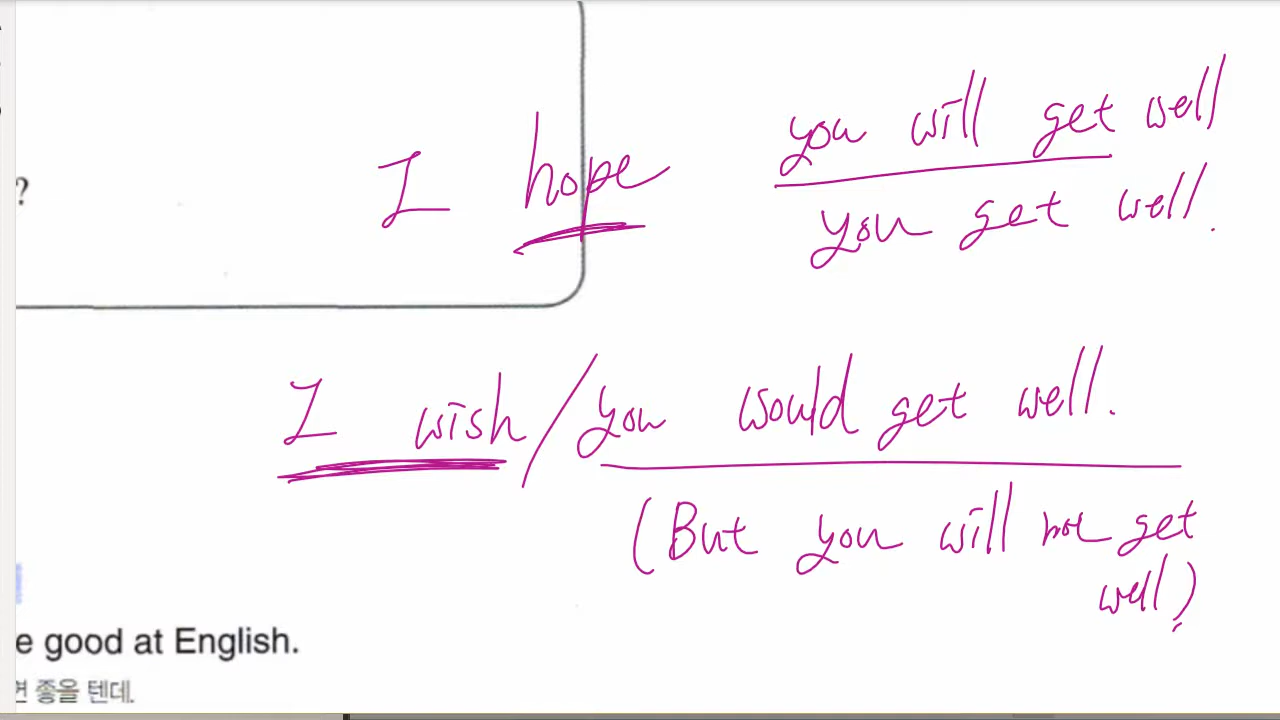 ?
I hope you will get well
you get well.
I wish / you would get well.
(But you will not get
well)
e good at English.
면 좋을 텐데.